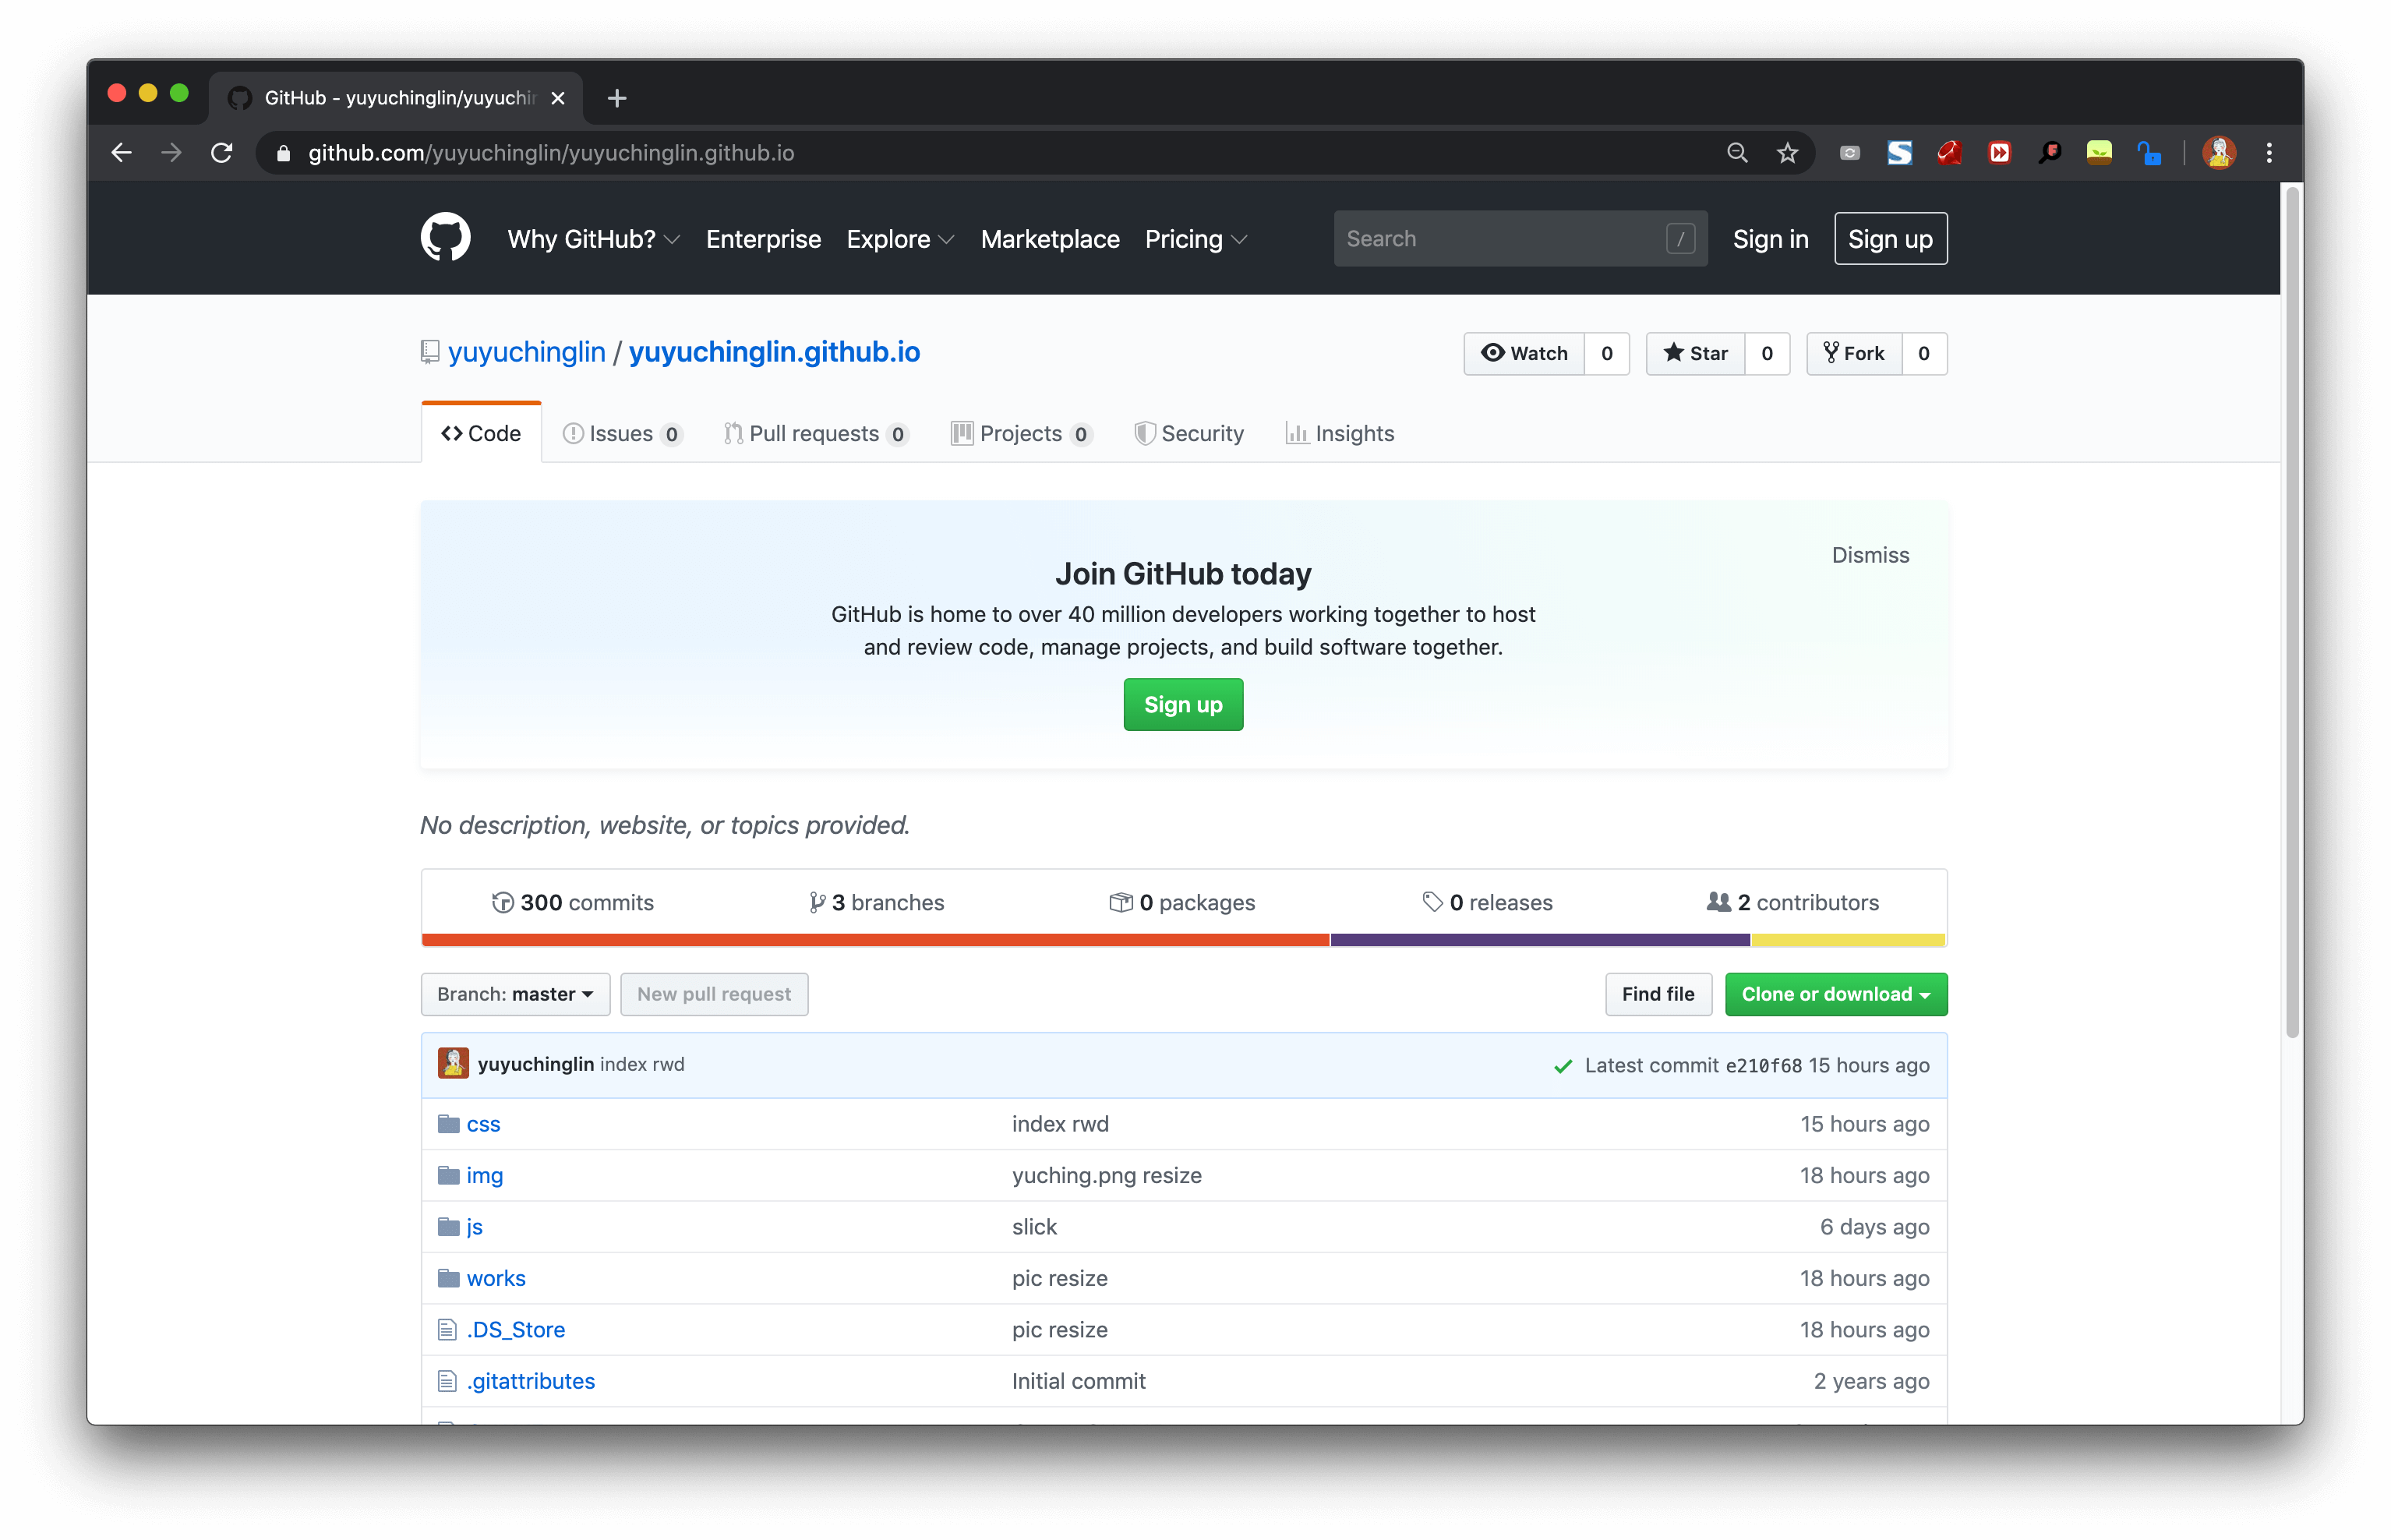 GitHub - yuyuchinglin/yuyuchin
github.com/yuyuchinglin/yuyuchinglin.github.io
Why GitHub? Enterprise Explore Marketplace Pricing Search / Sign in Sign up
yuyuchinglin / yuyuchinglin.github.io Watch 0 Star 0 Fork 0
Code Issues 0 Pull requests 0 Projects 0 Security Insights
Dismiss
Join GitHub today
GitHub is home to over 40 million developers working together to host
and review code, manage projects, and build software together.
Sign up
No description, website, or topics provided.
300 commits 3 branches 0 packages 0 releases 2 contributors
Branch: master New pull request Find file Clone or download
yuyuchinglin index rwd Latest commit e210f68 15 hours ago
css index rwd 15 hours ago
img yuching.png resize 18 hours ago
js slick 6 days ago
works pic resize 18 hours ago
.DS_Store pic resize 18 hours ago
.gitattributes Initial commit 2 years ago